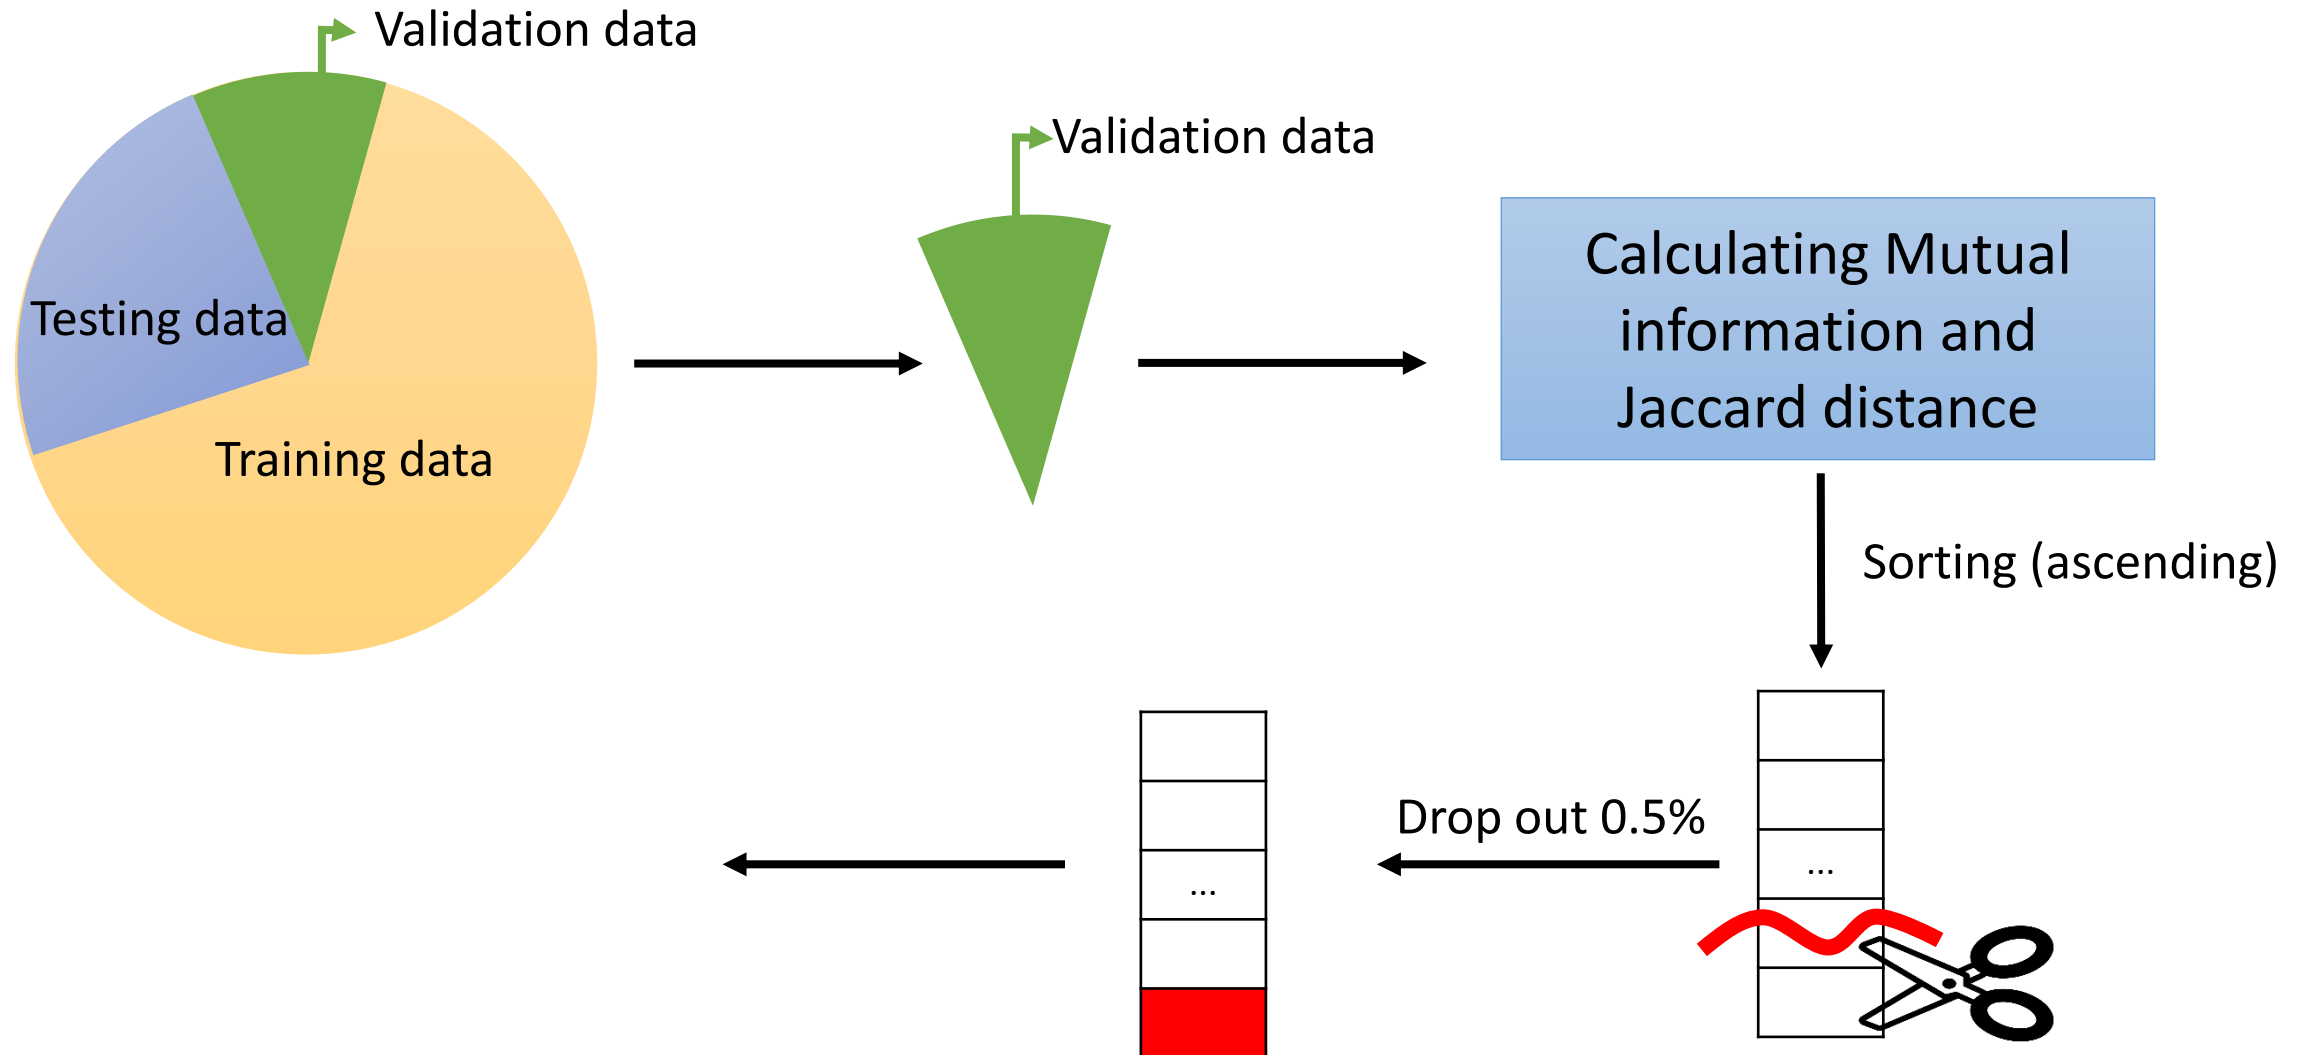 Validation data
Validation data
Testing data
Training data
Calculating Mutual
information and
Jaccard distance
Sorting (ascending)
Drop out 0.5%
...
...